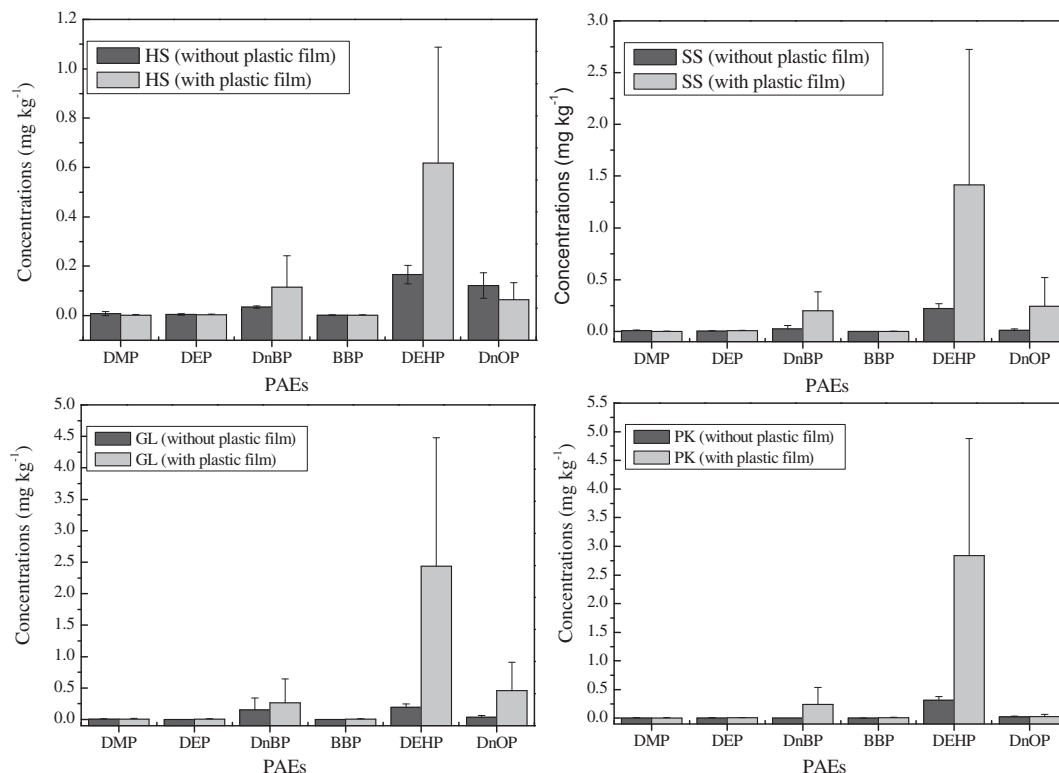 1.2
1.0
0.8
0.6
0.4
0.2
0.0
Concentrations (mg kg⁻¹)
HS (without plastic film)
HS (with plastic film)
DMP DEP DnBP BBP DEHP DnOP
PAEs
3.0
2.5
2.0
1.5
1.0
0.5
0.0
Concentrations (mg kg⁻¹)
SS (without plastic film)
SS (with plastic film)
DMP DEP DnBP BBP DEHP DnOP
PAEs
5.0
4.5
4.0
3.5
3.0
2.5
2.0
1.5
1.0
0.5
0.0
Concentrations (mg kg⁻¹)
GL (without plastic film)
GL (with plastic film)
DMP DEP DnBP BBP DEHP DnOP
PAEs
5.5
5.0
4.5
4.0
3.5
3.0
2.5
2.0
1.5
1.0
0.5
0.0
Concentrations (mg kg⁻¹)
PK (without plastic film)
PK (with plastic film)
DMP DEP DnBP BBP DEHP DnOP
PAEs